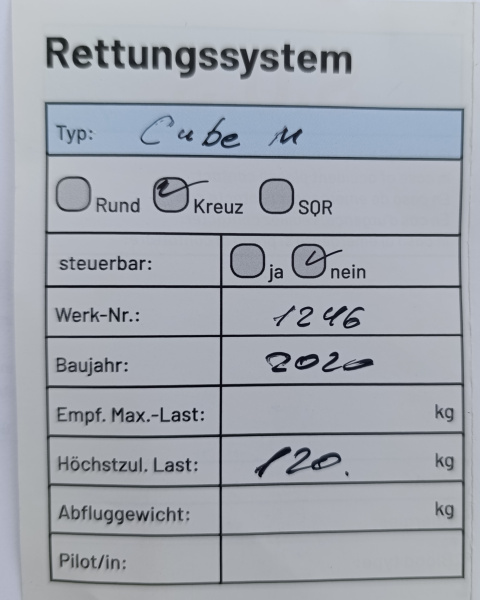 Rettungssystem
Typ: Cube M
Rund Kreuz SQR
steuerbar: ja nein
Werk-Nr.: 1246
Baujahr: 2020
Empf. Max.-Last: kg
Höchstzul. Last: 120. kg
Abfluggewicht: kg
Pilot/in: